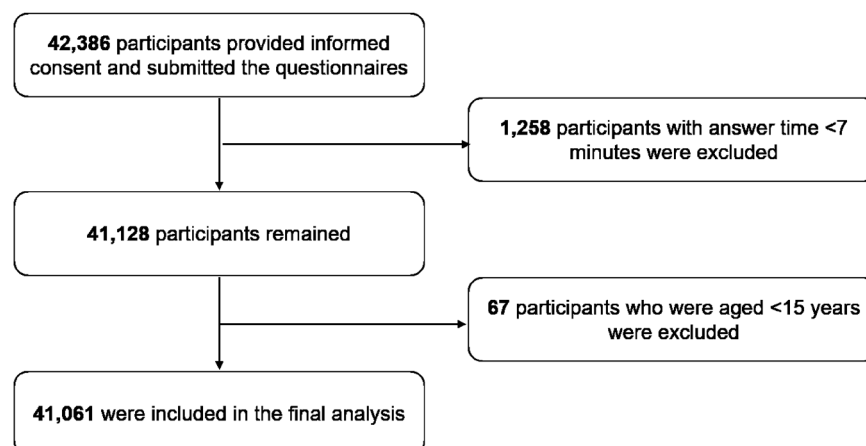 42,386 participants provided informed
consent and submitted the questionnaires
1,258 participants with answer time <7
minutes were excluded
41,128 participants remained
67 participants who were aged <15 years
were excluded
41,061 were included in the final analysis